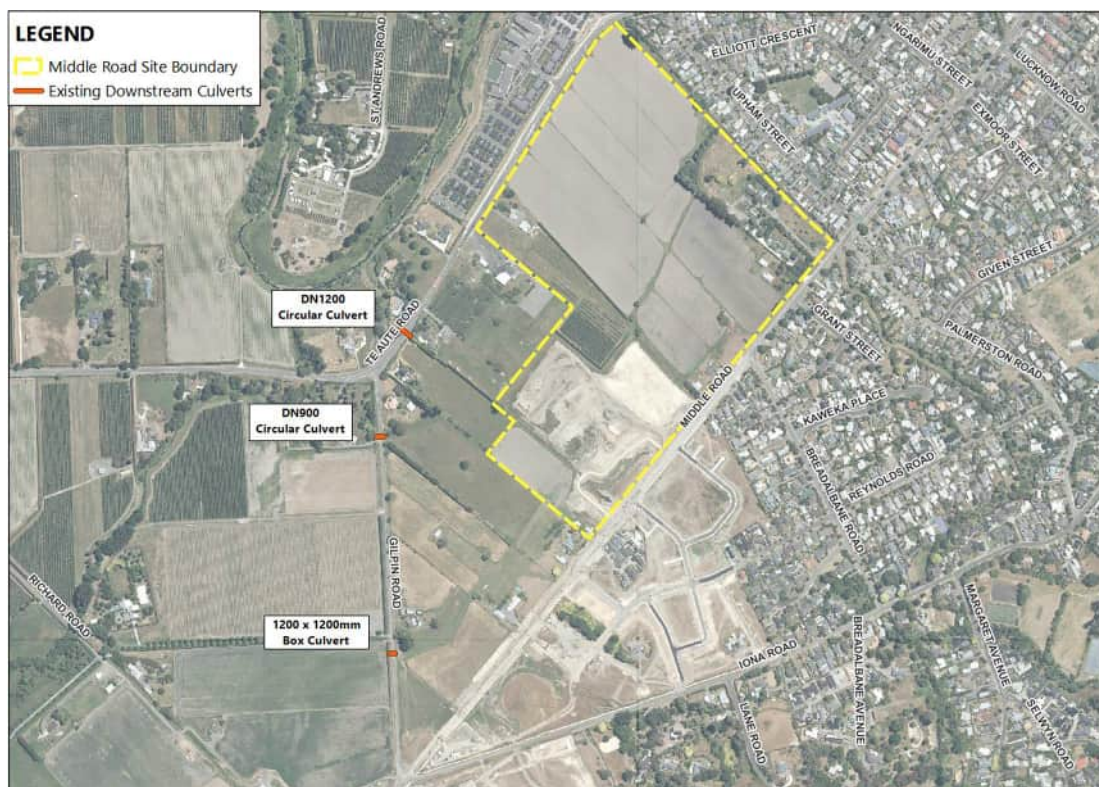 LEGEND
Middle Road Site Boundary
Existing Downstream Culverts
ST ANDREWS ROAD
ELLIOTT CRESCENT
NGARIMU STREET
LUCKNOW ROAD
UPHAM STREET
EXMOOR STREET
GIVEN STREET
DN1200
Circular Culvert
TE AUTE ROAD
GRANT STREET
PALMERSTON ROAD
MIDDLE ROAD
KAWEKA PLACE
DN900
Circular Culvert
BREADALBANE ROAD
REYNOLDS ROAD
GILPIN ROAD
RICHARD ROAD
1200 x 1200mm
Box Culvert
IONA ROAD
BREADALBANE AVENUE
MARGARET AVENUE
LANE ROAD
SELWYN ROAD